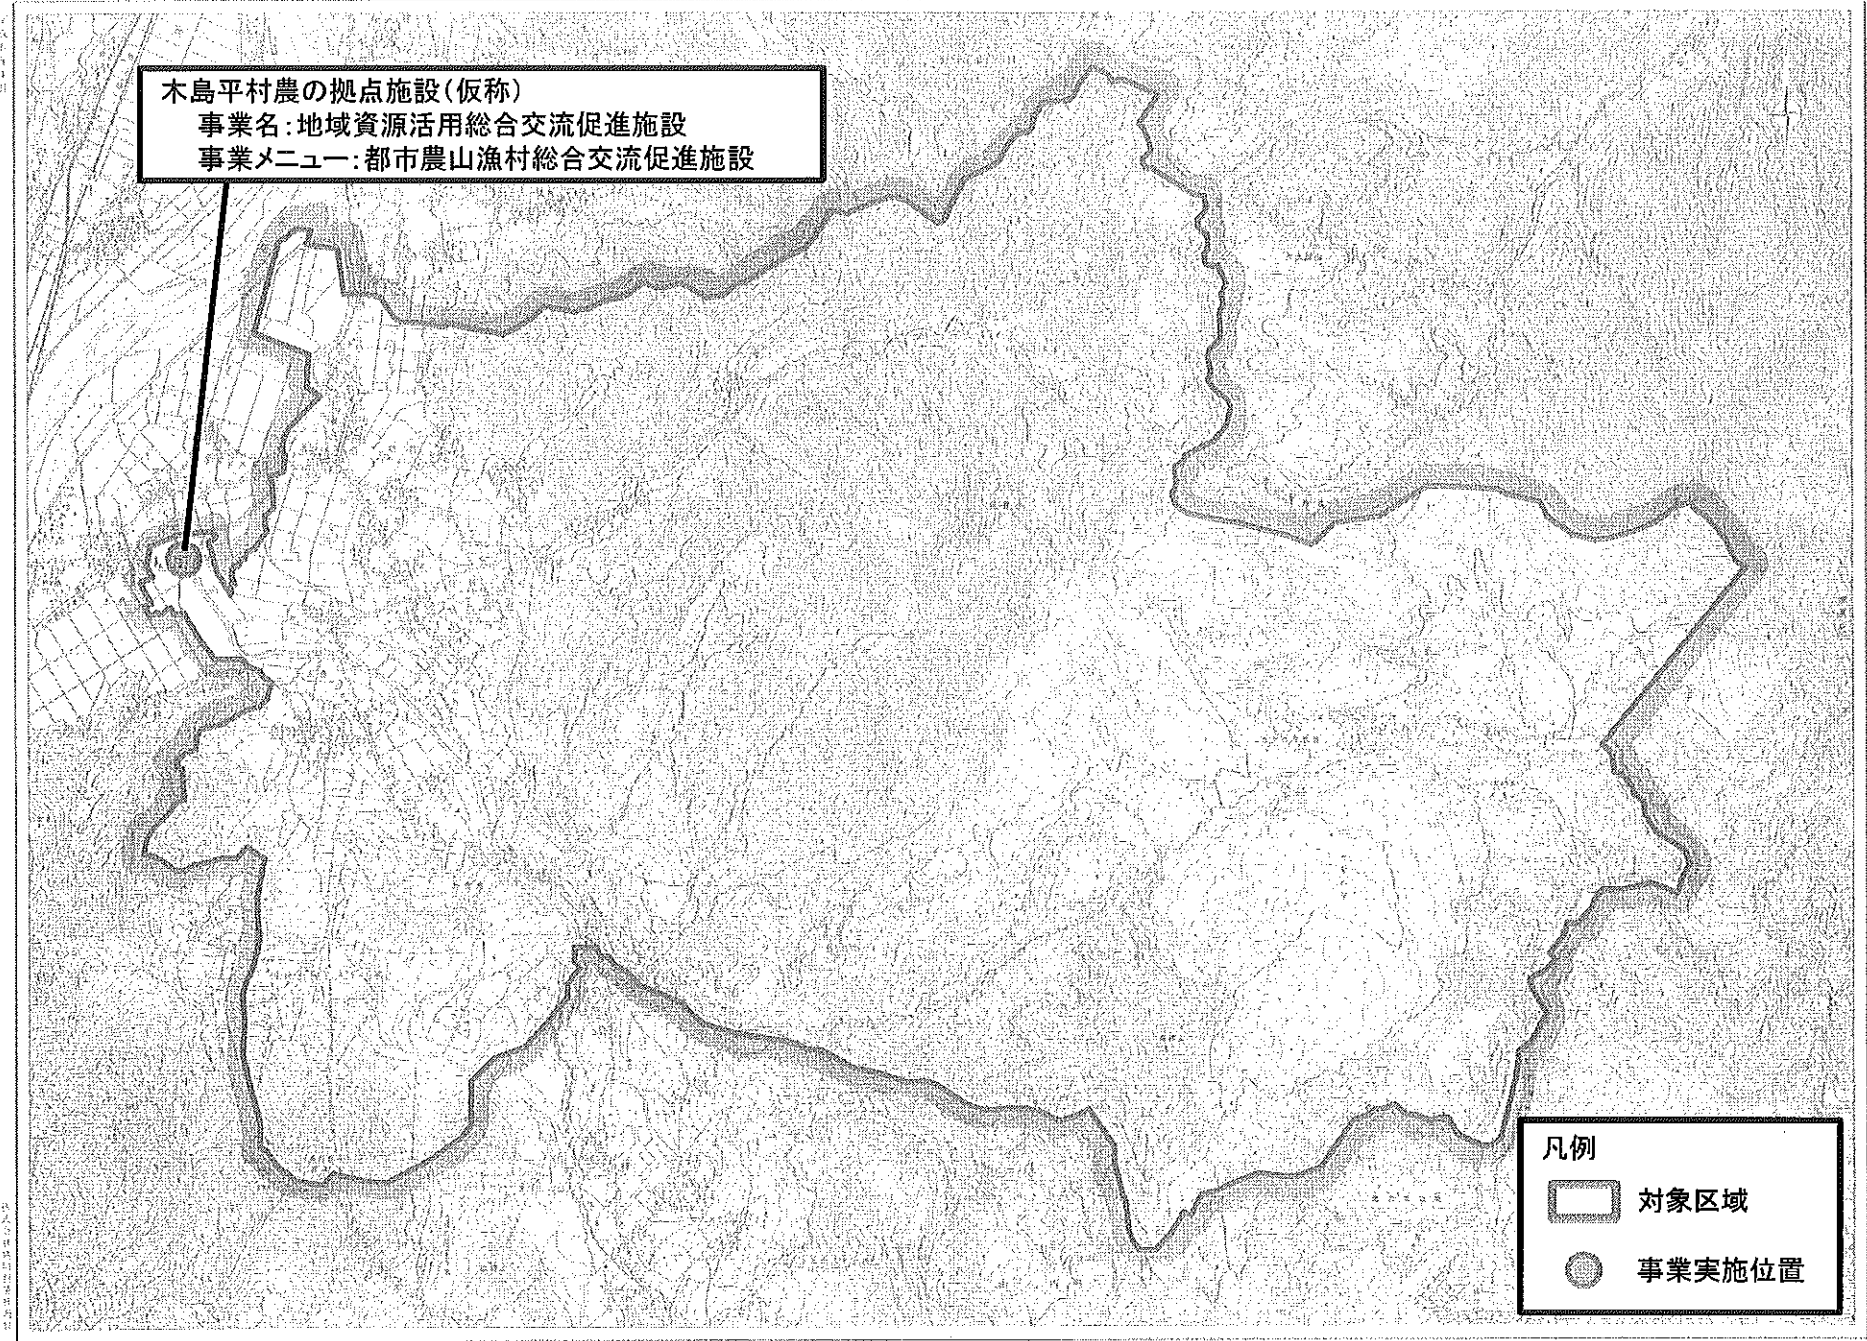 木島平村農の拠点施設(仮称)
事業名:地域資源活用総合交流促進施設
事業メニュー:都市農山漁村総合交流促進施設
凡例
対象区域
事業実施位置